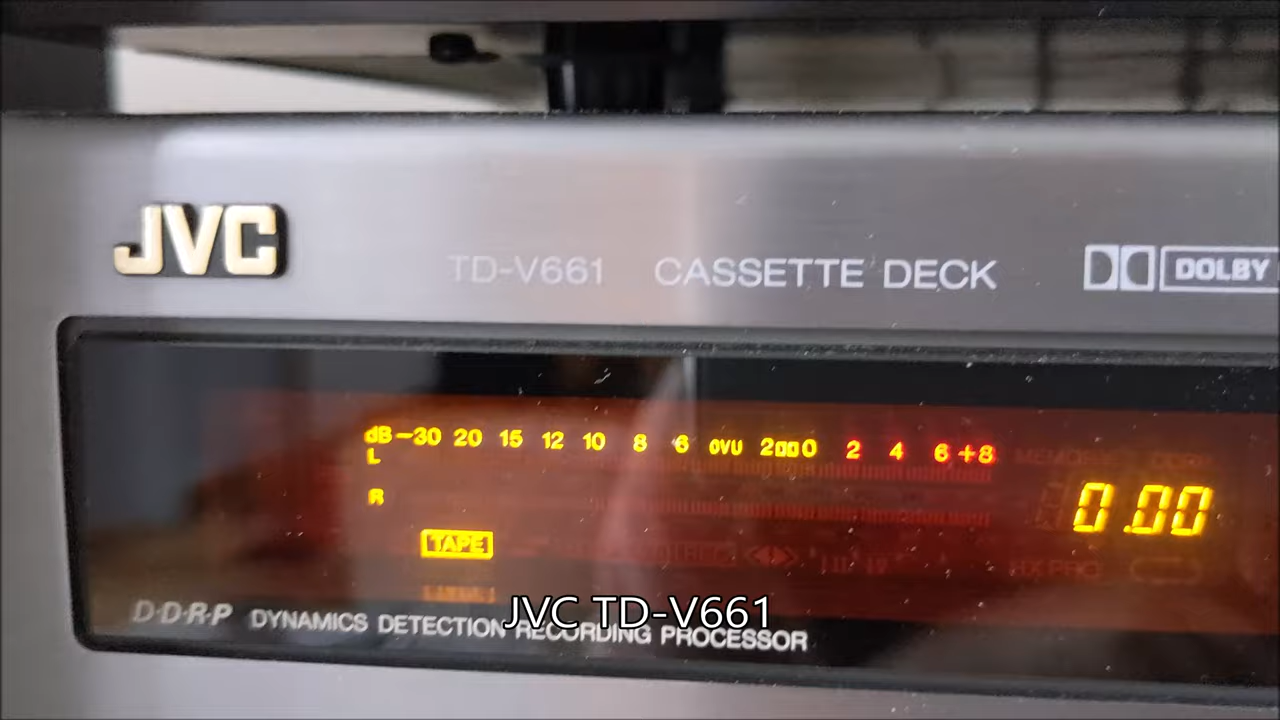 JVC
TD-V661 CASSETTE DECK DOLBY
dB -30 20 15 12 10 8 6 OVU 2 0 2 4 6 +8
L
R
0.00
TAPE
D·D·R·P DYNAMICS DETECTION RECORDING PROCESSOR
JVC TD-V661